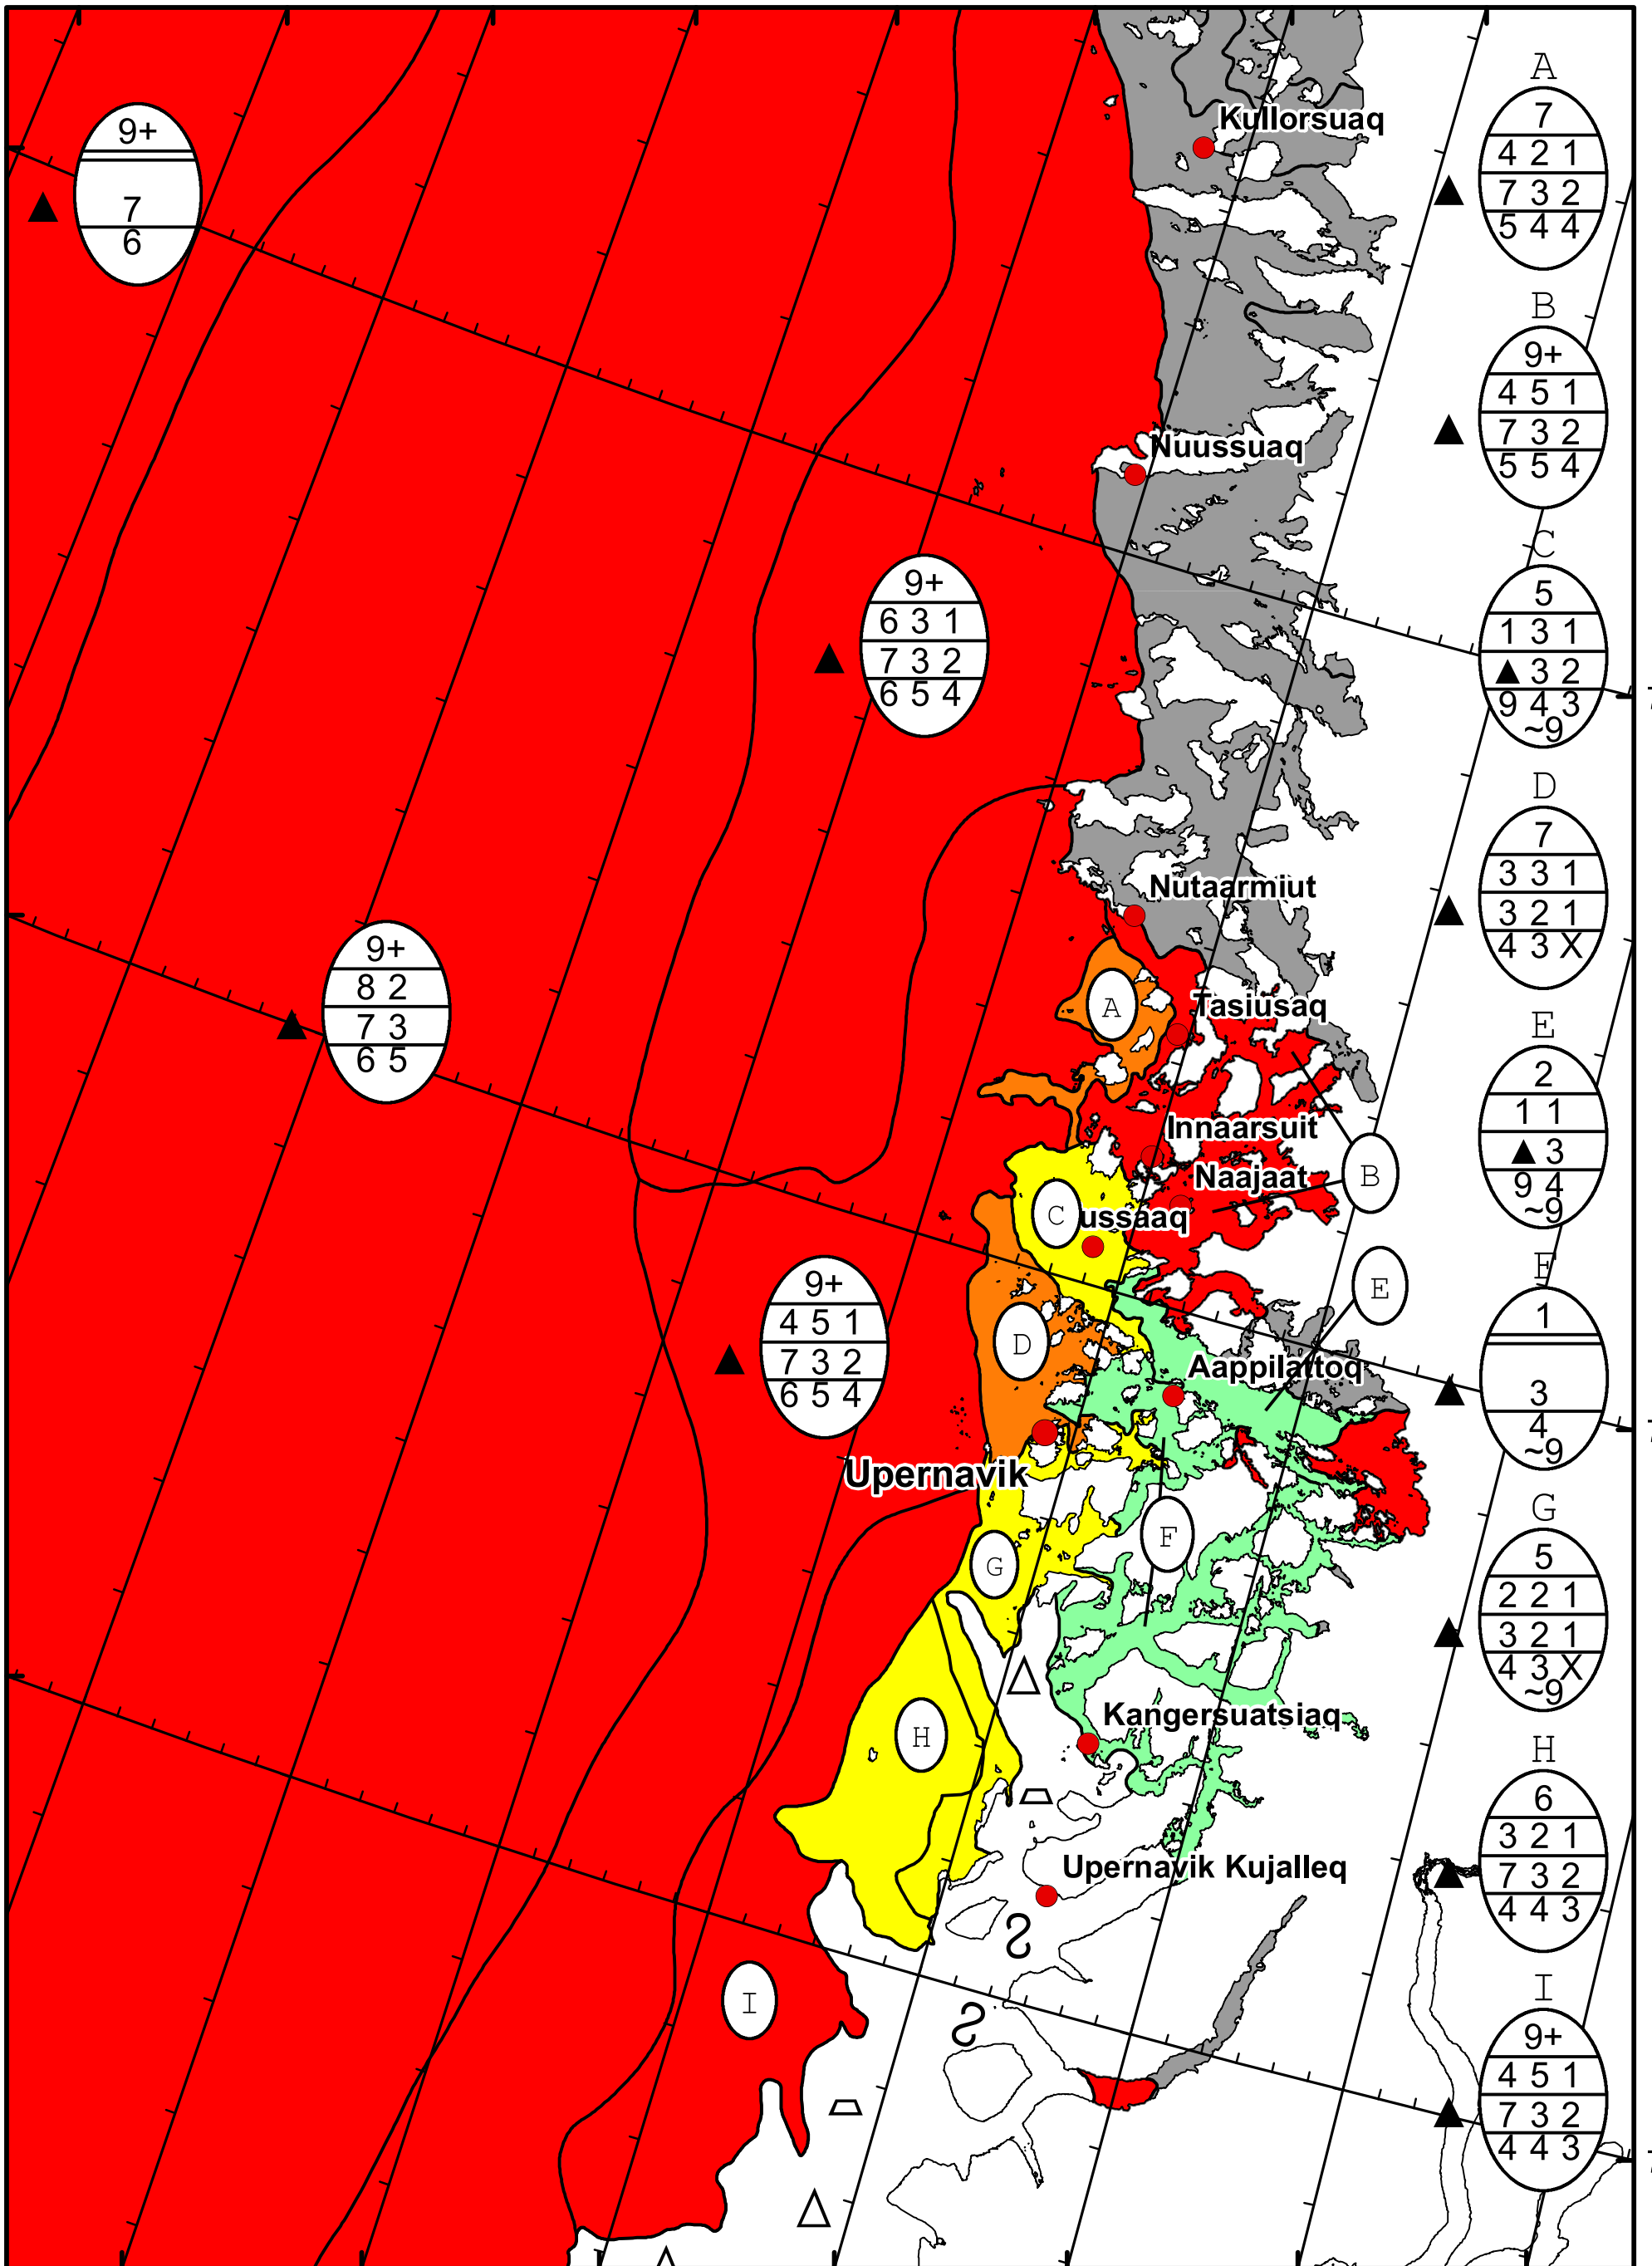 9+
7
6
Kullorsuaq
Nuussuaq
9+
6 3 1
7 3 2
6 5 4
Nutaarmiut
A
Tasiusaq
9+
8 2
7 3
6 5
Innaarsuit
B
Naajaat
C
ussaaq
E
9+
4 5 1
7 3 2
6 5 4
D
Aappilattoq
Upernavik
F
G
Kangersuatsiaq
H
Upernavik Kujalleq
I
A
7
4 2 1
7 3 2
5 4 4
B
9+
4 5 1
7 3 2
5 5 4
C
5
1 3 1
▲ 3 2
9 4 3
~9
D
7
3 3 1
3 2 1
4 3 X
E
2
1 1
▲ 3
9 4
~9
F
1
3
4
~9
G
5
2 2 1
3 2 1
4 3 X
~9
H
6
3 2 1
7 3 2
4 4 3
I
9+
4 5 1
7 3 2
4 4 3